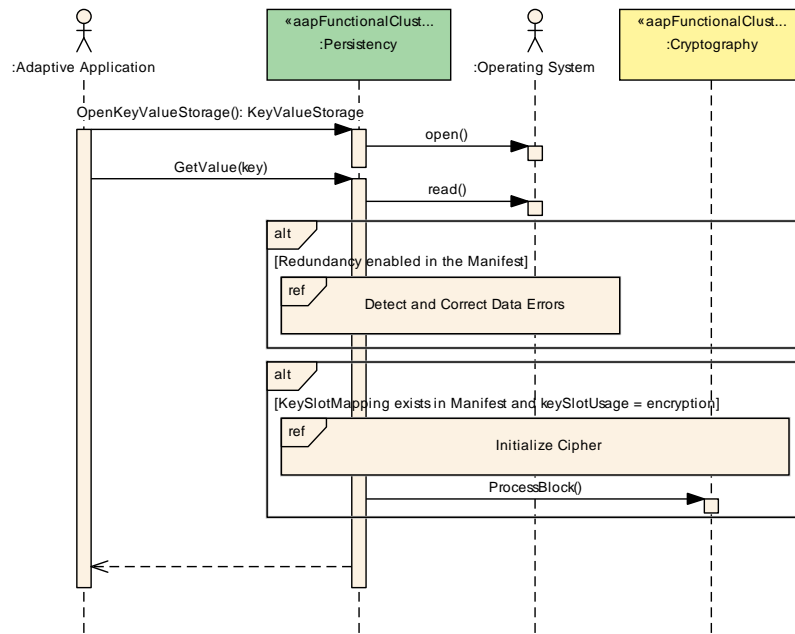 «aapFunctionalClust...
:Persistency
«aapFunctionalClust...
:Cryptography
:Adaptive Application
:Operating System
OpenKeyValueStorage(): KeyValueStorage
open()
GetValue(key)
read()
alt
[Redundancy enabled in the Manifest]
ref
Detect and Correct Data Errors
alt
[KeySlotMapping exists in Manifest and keySlotUsage = encryption]
ref
Initialize Cipher
ProcessBlock()